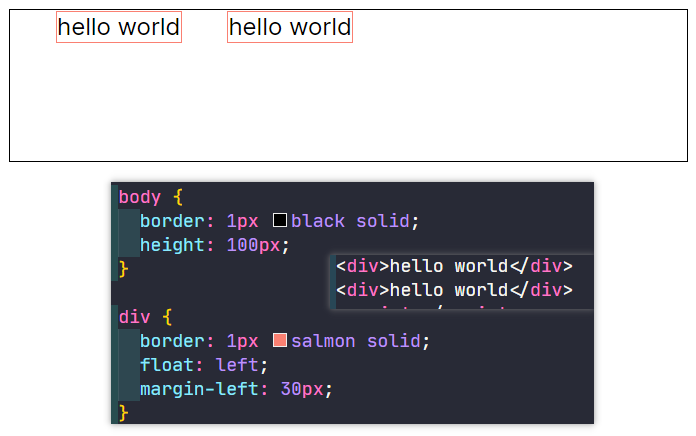 hello world hello world
body {
border: 1px black solid;
height: 100px;
}
<div>hello world</div>
<div>hello world</div>
div {
border: 1px salmon solid;
float: left;
margin-left: 30px;
}